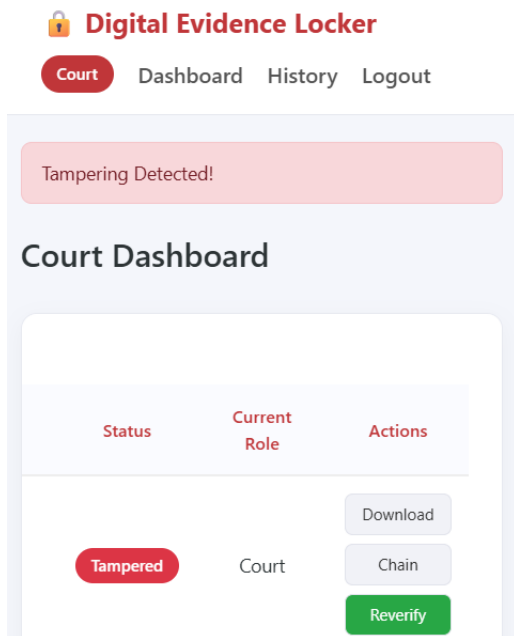 Digital Evidence Locker
Court Dashboard History Logout
Tampering Detected!
Court Dashboard
Status Current Role Actions
Tampered Court Download
Chain
Reverify